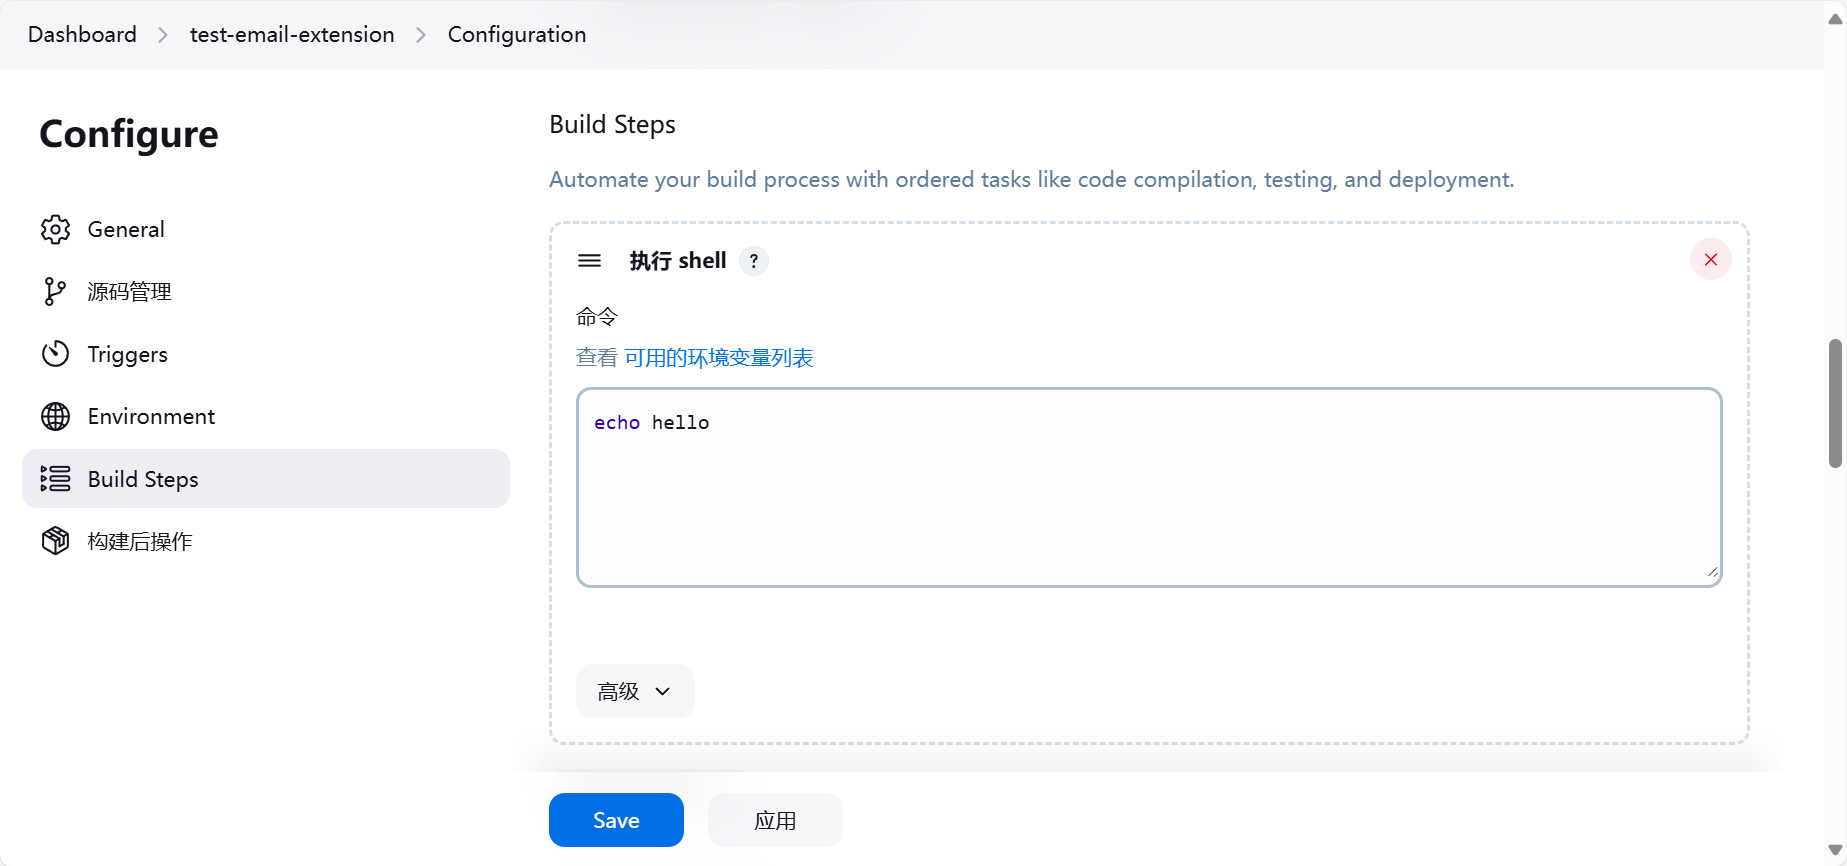 Dashboard > test-email-extension > Configuration
Configure
General
源码管理
Triggers
Environment
Build Steps
构建后操作
Build Steps
Automate your build process with ordered tasks like code compilation, testing, and deployment.
执行 shell ?
命令
查看 可用的环境变量列表
echo hello
高级
Save
应用